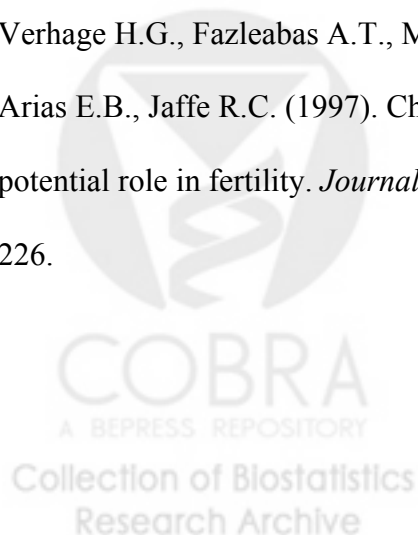 Verhage H.G., Fazleabas A.T., M
Arias E.B., Jaffe R.C. (1997). Ch
potential role in fertility. Journal
226.
COBRA
A BEPRESS REPOSITORY
Collection of Biostatistics
Research Archive